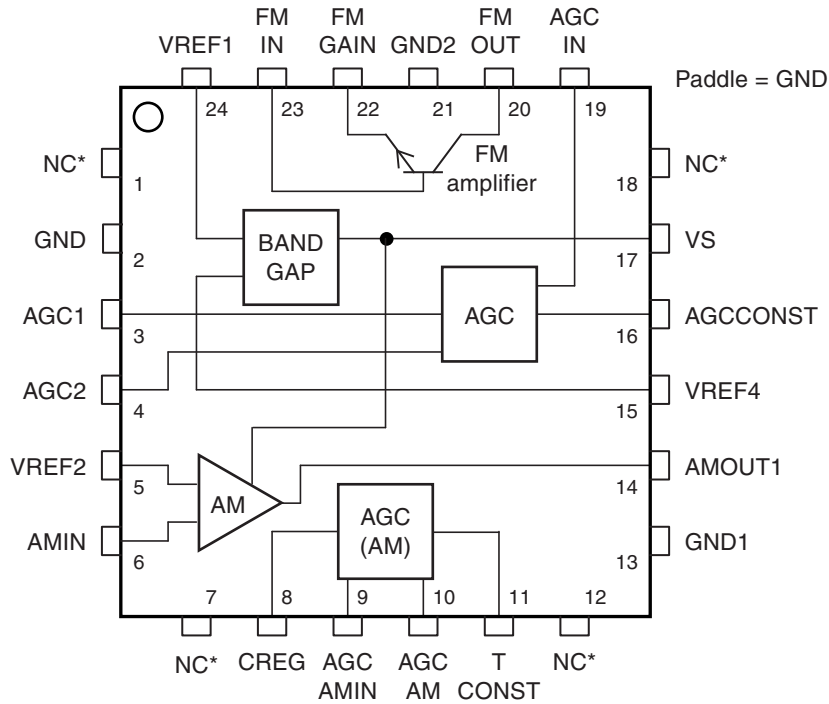 FM FM FM AGC
VREF1 IN GAIN GND2 OUT IN
Paddle = GND
24 23 22 21 20 19
FM
amplifier
NC* 1 18 NC*
GND 2 BAND GAP 17 VS
AGC1 3 AGC 16 AGCCONST
AGC2 4 15 VREF4
VREF2 5 14 AMOUT1
AM
AMIN 6 AGC (AM) 13 GND1
7 8 9 10 11 12
NC* CREG AGC AGC T NC*
AMIN AM CONST